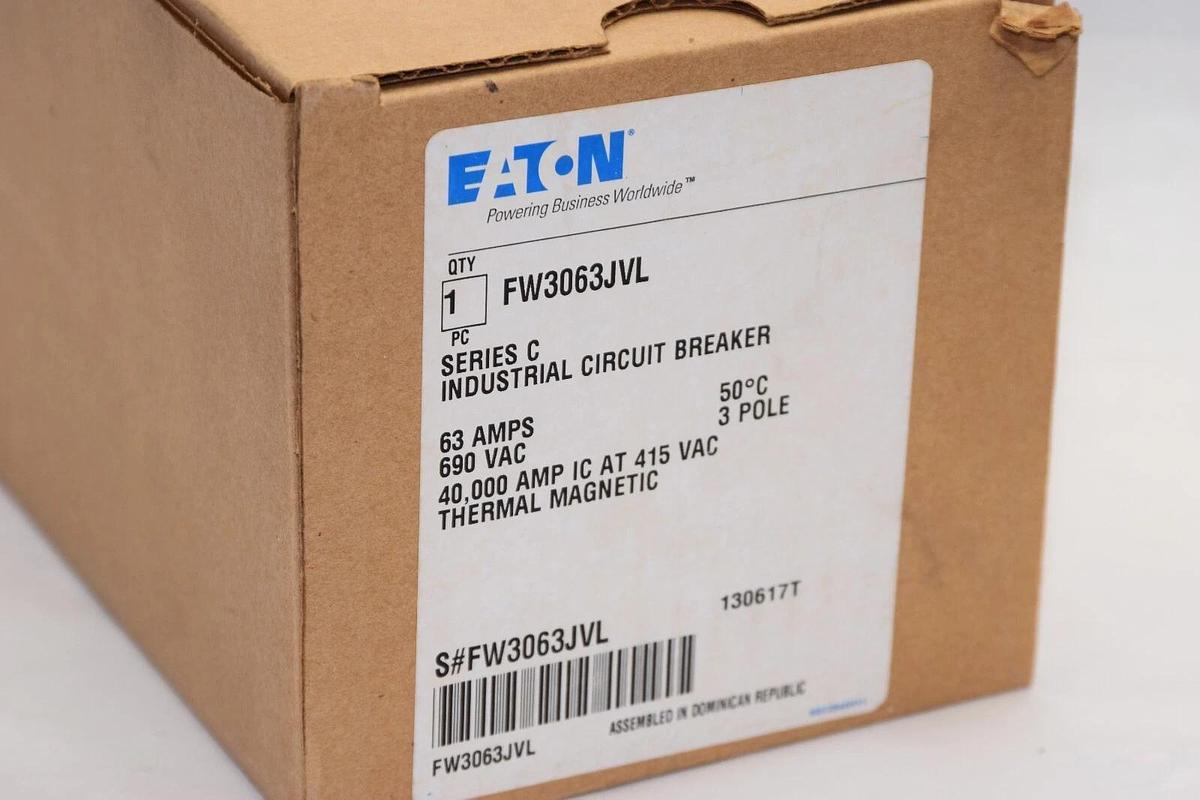 EATON®
Powering Business Worldwide™
QTY
1
PC
FW3063JVL
SERIES C
INDUSTRIAL CIRCUIT BREAKER
63 AMPS
50°C
690 VAC
3 POLE
40,000 AMP IC AT 415 VAC
THERMAL MAGNETIC
130617T
S#FW3063JVL
FW3063JVL
ASSEMBLED IN DOMINICAN REPUBLIC